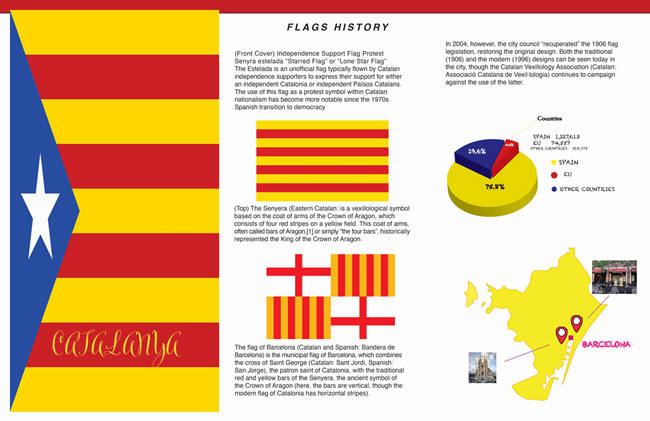 FLAGS HISTORY
(Front Cover) Independence Support Flag Protest
Senyra estelada “Starred Flag” or “Lone Star Flag”
The Estelada is an unofficial flag typically flown by Catalan
independence supporters to express their support for either
an independent Catalonia or independent Països Catalans.
The use of this flag as a protest symbol within Catalan
nationalism has become more notable since the 1970s
Spanish transition to democracy
(Top) The Senyera (Eastern Catalan: is a vexillological symbol
based on the coat of arms of the Crown of Aragon, which
consists of four red stripes on a yellow field. This coat of arms,
often called bars of Aragon,[1] or simply “the four bars”, historically
represented the King of the Crown of Aragon.
The flag of Barcelona (Catalan and Spanish: Bandera de
Barcelona) is the municipal flag of Barcelona, which combines
the cross of Saint George (Catalan: Sant Jordi, Spanish:
San Jorge), the patron saint of Catalonia, with the traditional
red and yellow bars of the Senyera, the ancient symbol of
the Crown of Aragon (here, the bars are vertical, though the
modern flag of Catalonia has horizontal stripes).
In 2004, however, the city council “recuperated” the 1906 flag
legislation, restoring the original design. Both the traditional
(1906) and the modern (1996) designs can be seen today in
the city, though the Catalan Vexillology Association (Catalan:
Associació Catalana de Vexil·lologia) continues to campaign
against the use of the latter.
Countries
SPAIN 1,227,613
EU
OTHER COUNTRIES
19.6%
SPAIN
EU
76.3%
OTHER COUNTRIES
BARCELONA
CATALANYA